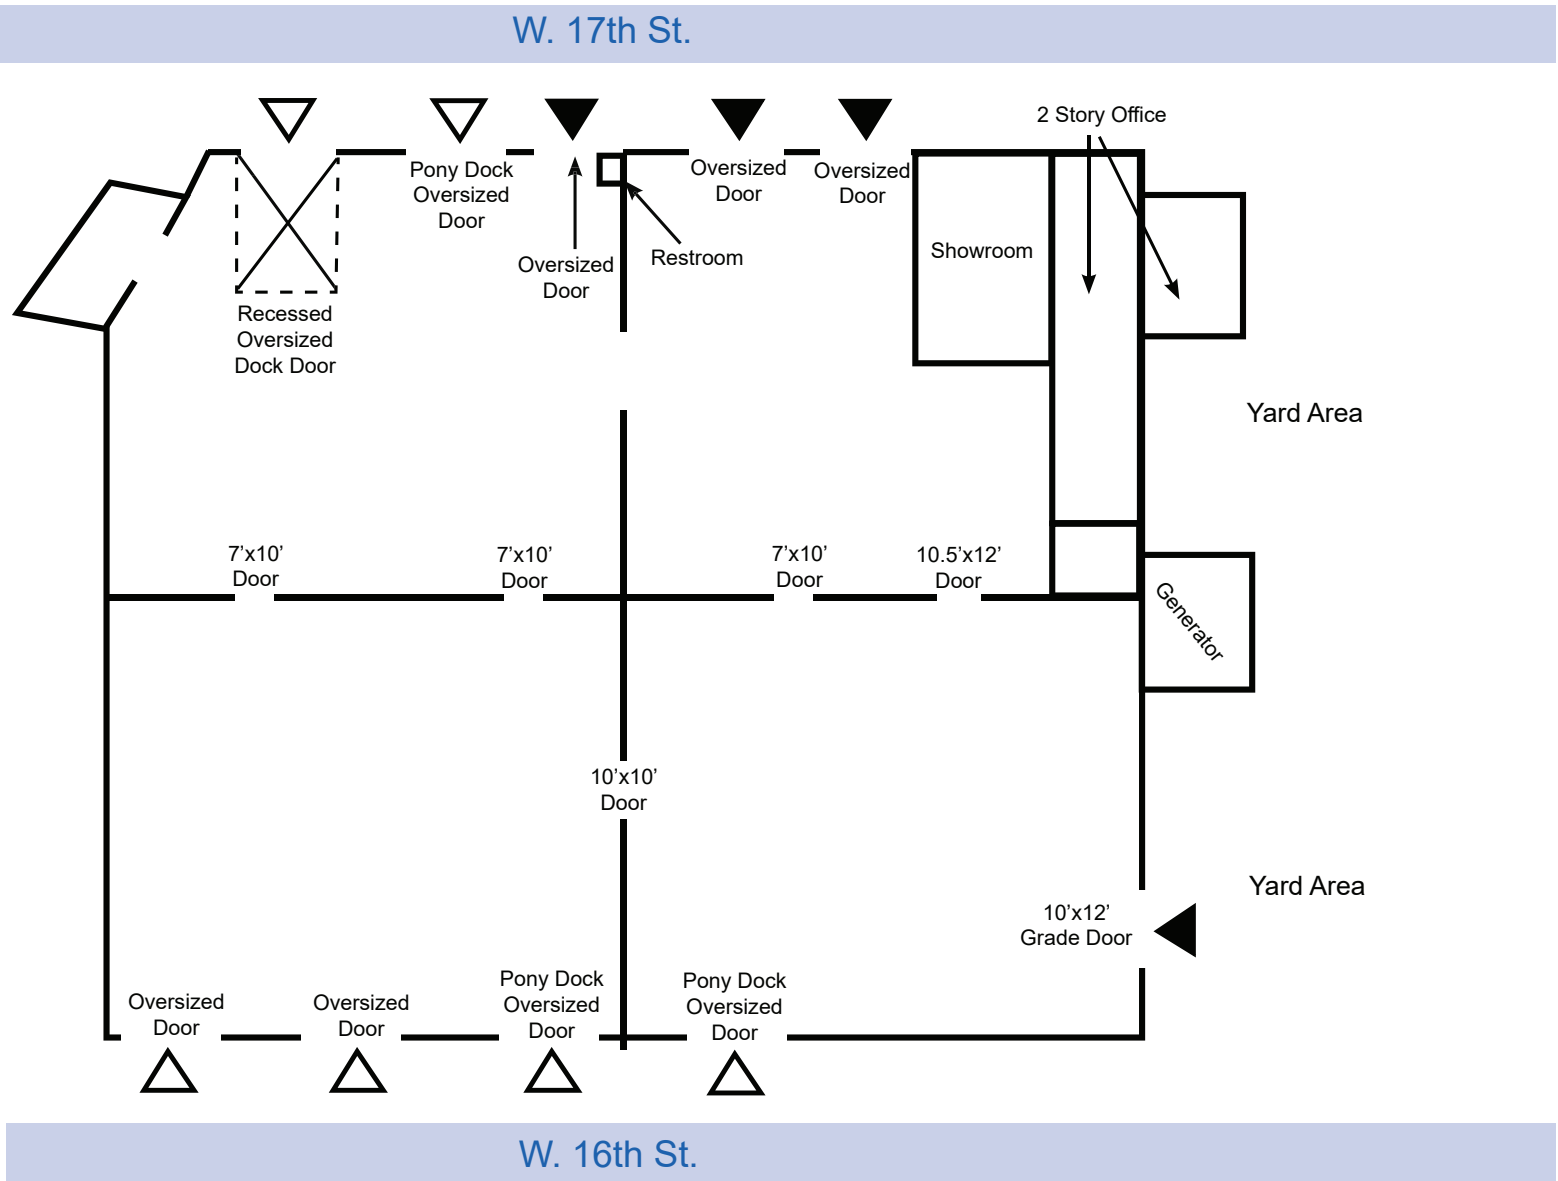 W. 17th St.
2 Story Office
Pony Dock
Oversized
Door
Oversized
Door
Oversized
Door
Oversized
Door
Restroom
Showroom
Recessed
Oversized
Dock Door
Yard Area
7’x10’
Door
7’x10’
Door
7’x10’
Door
10.5’x12’
Door
Generator
10’x10’
Door
Yard Area
10’x12’
Grade Door
Oversized
Door
Oversized
Door
Pony Dock
Oversized
Door
Pony Dock
Oversized
Door
W. 16th St.